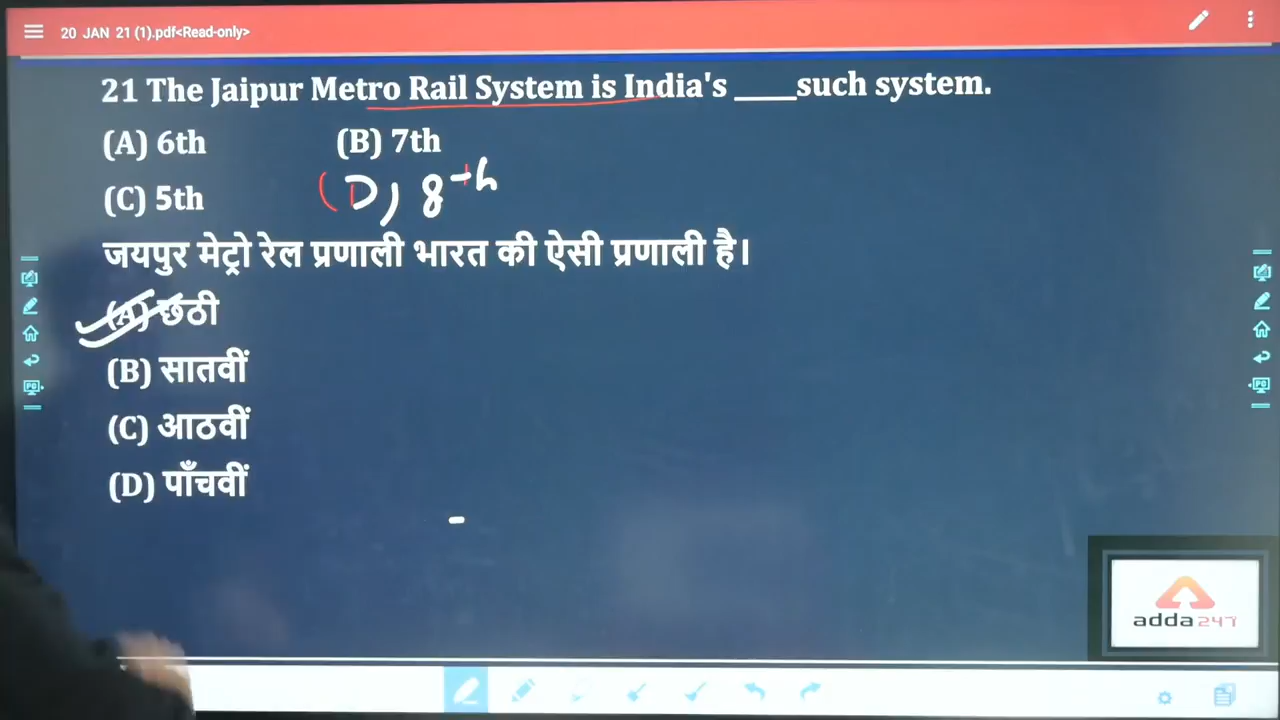 20 JAN 21 (1).pdf<Read-only>
21 The Jaipur Metro Rail System is India's ____such system.
(A) 6th (B) 7th
(C) 5th (D) 8th
जयपुर मेट्रो रेल प्रणाली भारत की ऐसी प्रणाली है।
(A) छठी
(B) सातवीं
(C) आठवीं
(D) पाँचवीं
adda247